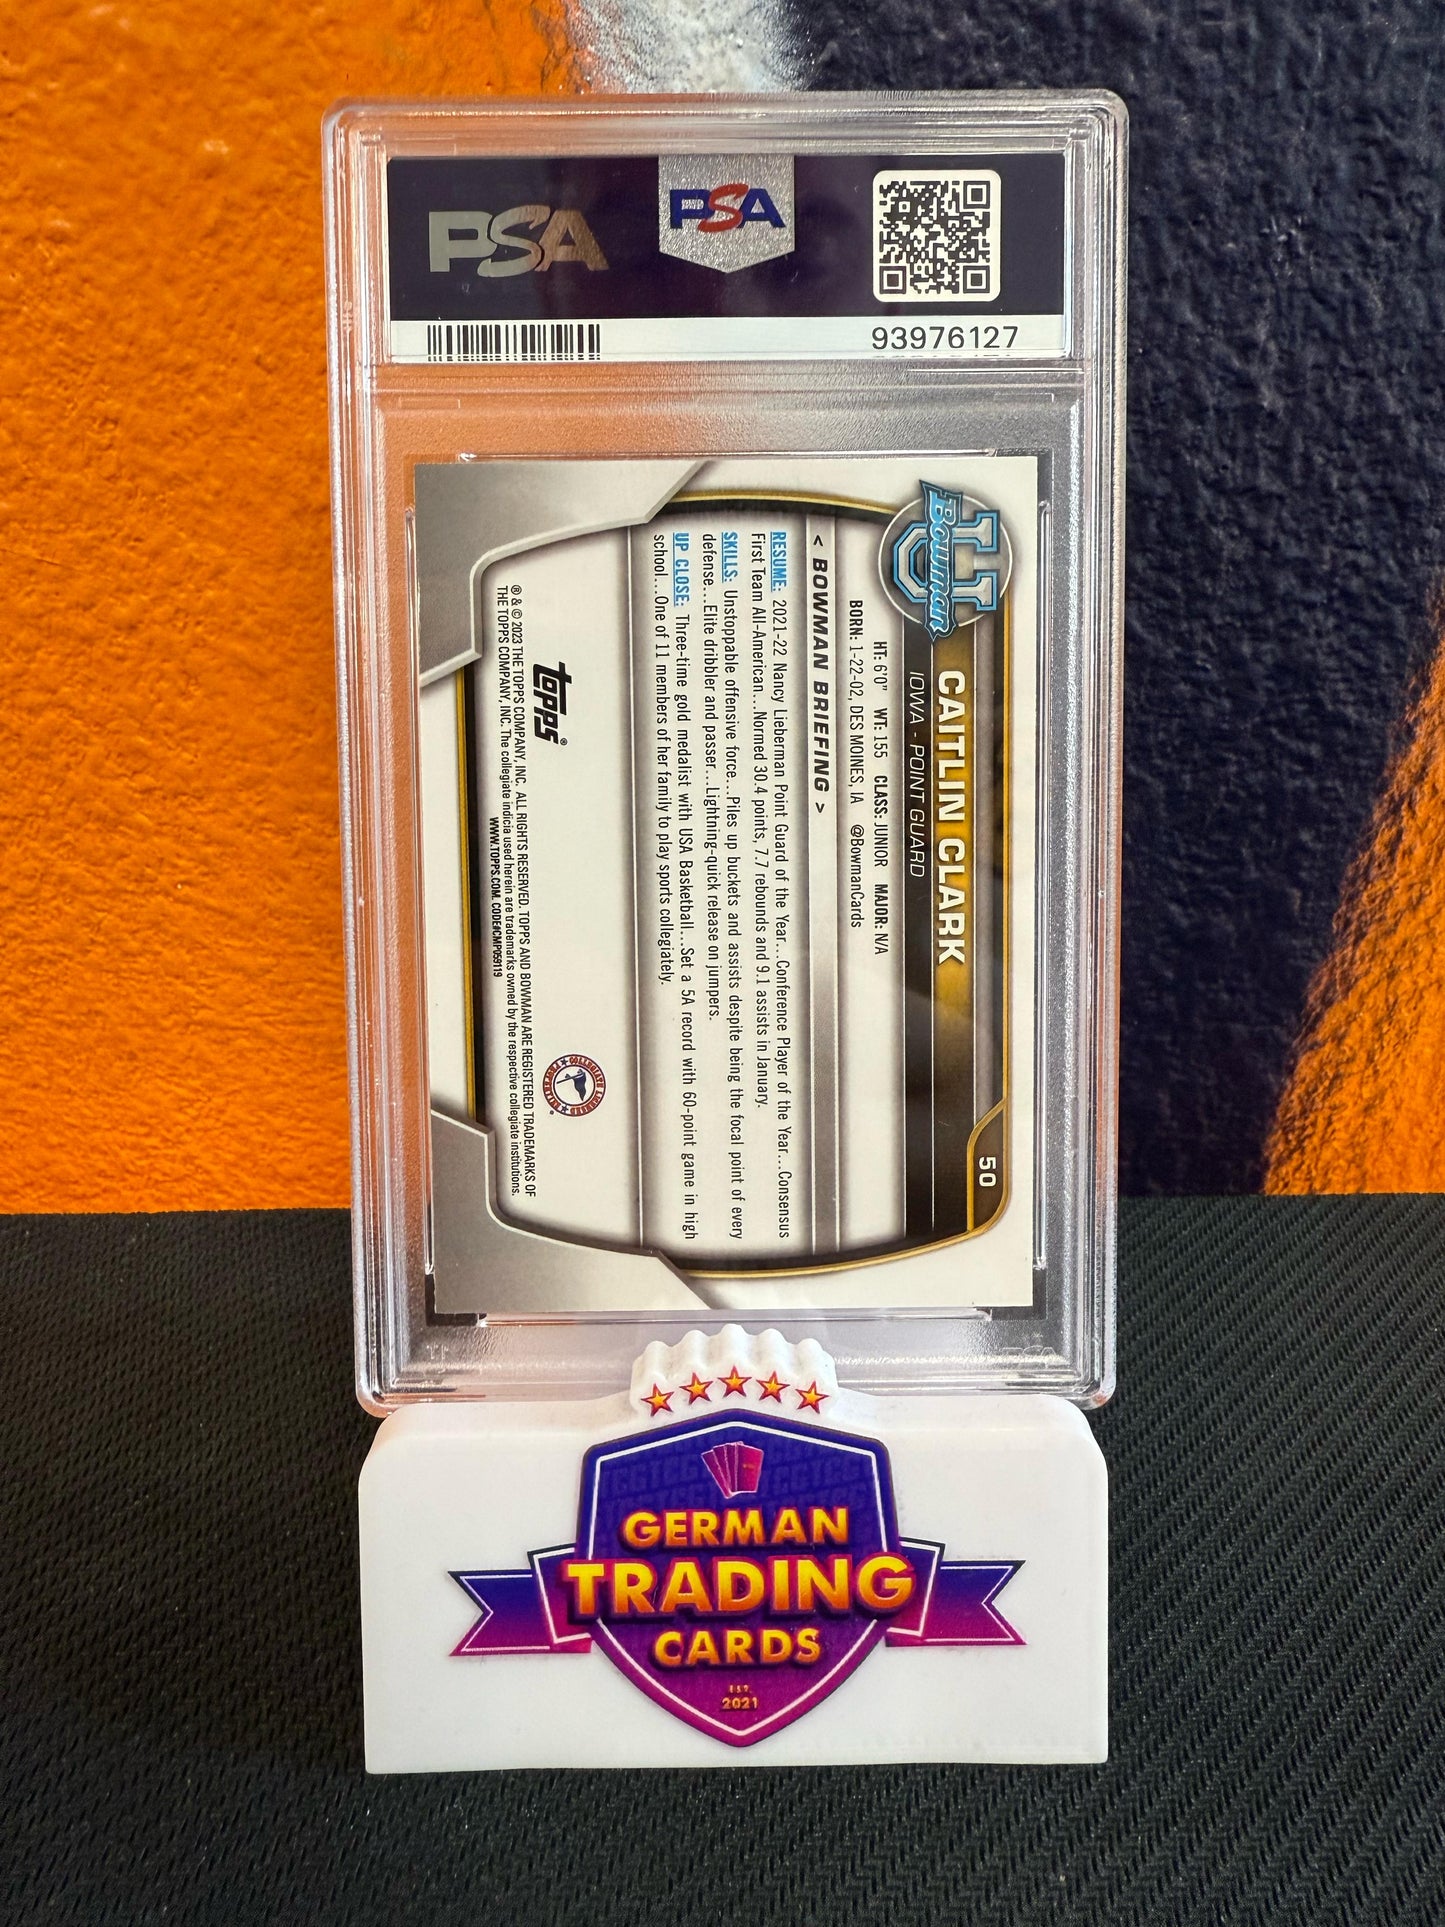 PSA
PSA
93976127
Bowman U
50
CAITLIN CLARK
IOWA - POINT GUARD
HT: 6'0" WT: 155 CLASS: JUNIOR MAJOR: N/A
BORN: 1-22-02, DES MOINES, IA @BowmanCards
< BOWMAN BRIEFING >
RESUME: 2021-22 Nancy Lieberman Point Guard of the Year...Conference Player of the Year...Consensus
First Team All-American...Normed 30.4 points, 7.7 rebounds and 9.1 assists in January.
SKILLS: Unstoppable offensive force...Piles up buckets and assists despite being the focal point of every
defense...Elite dribbler and passer...Lightning-quick release on jumpers.
UP CLOSE: Three-time gold medalist with USA Basketball...Set a 5A record with 60-point game in high
school...One of 11 members of her family to play sports collegiately.
topps®
COLLEGIATE LICENSED
® & © 2023 THE TOPPS COMPANY, INC. ALL RIGHTS RESERVED. TOPPS AND BOWMAN ARE REGISTERED TRADEMARKS OF
THE TOPPS COMPANY, INC. The collegiate indicia used herein are trademarks owned by the respective collegiate institutions.
WWW.TOPPS.COM. CODE#CMP059119
GERMAN
TRADING
CARDS
EST.
2021